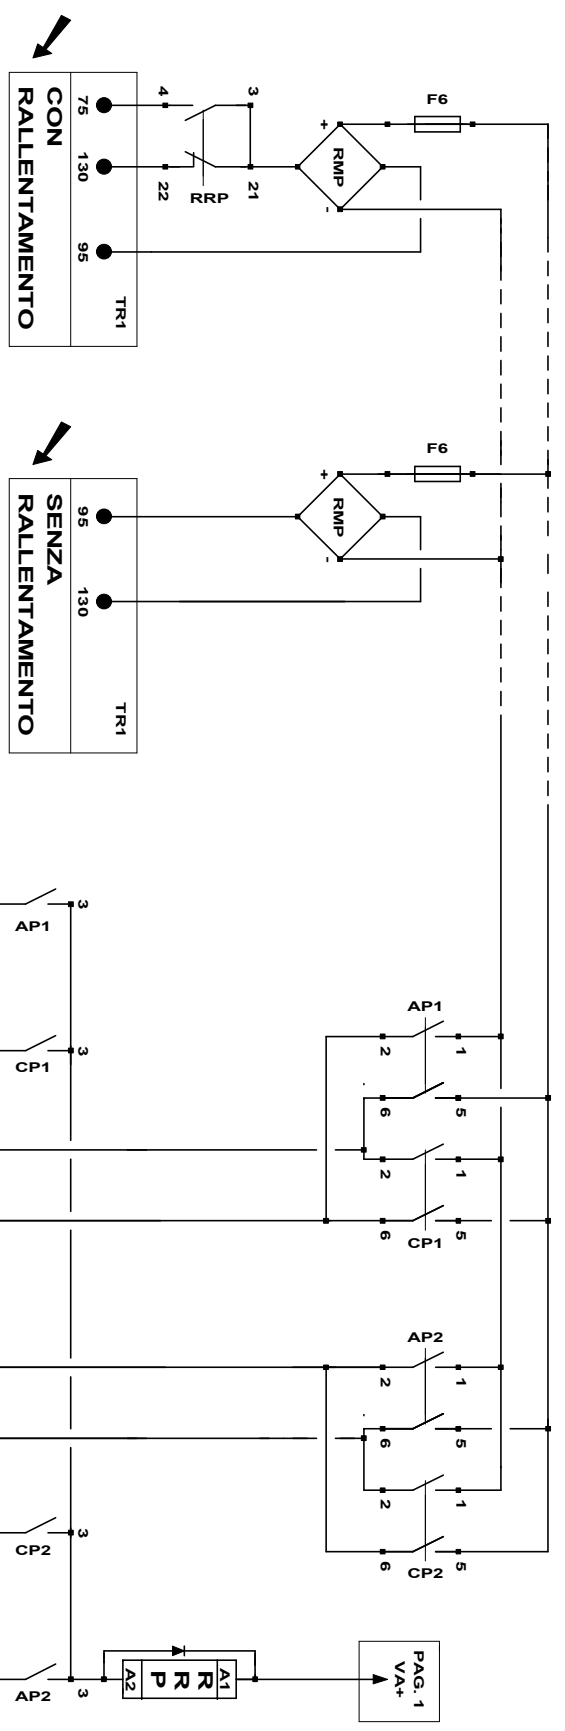 F6
4
3
75
+
CON
RALLENTAMENTO
RMP
130
22
RRP
21
-
95
TR1
F6
+
SENZA
RALLENTAMENTO
95
RMP
-
130
TR1
3
AP1
AP1
2
1
3
CP1
6
5
2
1
6
CP1
5
AP2
2
1
6
5
2
1
3
CP2
6
CP2
5
PAG. 1
VA+
A2
RRP
A1
AP2
3